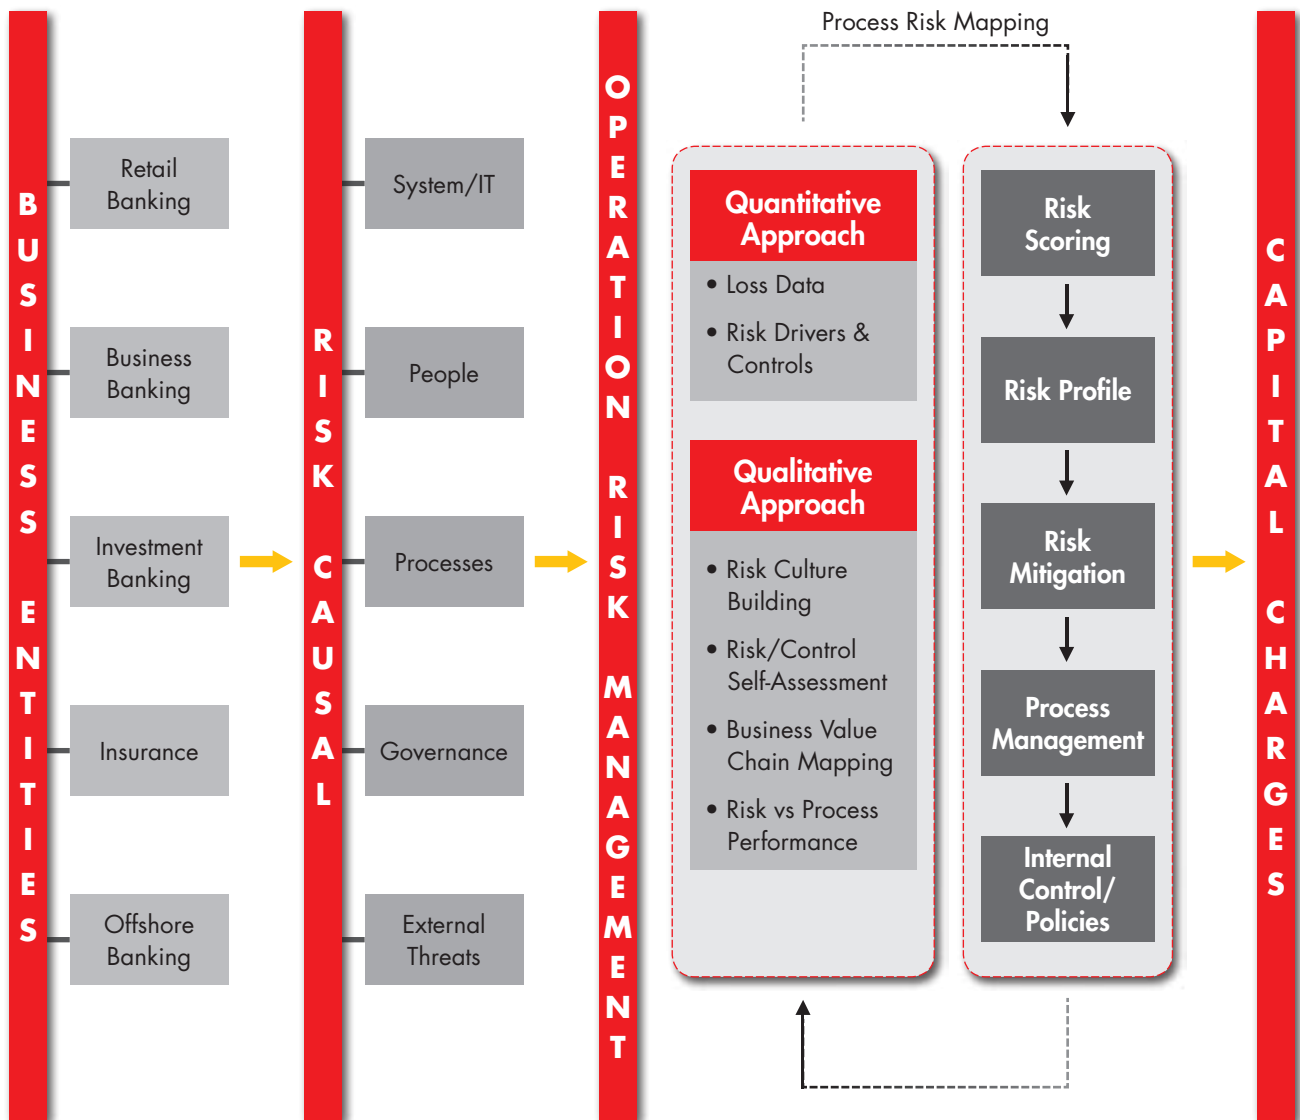 BUSINESS ENTITIES
Retail
Banking
Business
Banking
Investment
Banking
Insurance
Offshore
Banking
RISK CAUSAL
System/IT
People
Processes
Governance
External
Threats
OPERATION RISK MANAGEMENT
Process Risk Mapping
Quantitative
Approach
• Loss Data
• Risk Drivers &
Controls
Qualitative
Approach
• Risk Culture
Building
• Risk/Control
Self-Assessment
• Business Value
Chain Mapping
• Risk vs Process
Performance
Risk
Scoring
Risk Profile
Risk
Mitigation
Process
Management
Internal
Control/
Policies
CAPITAL CHARGES